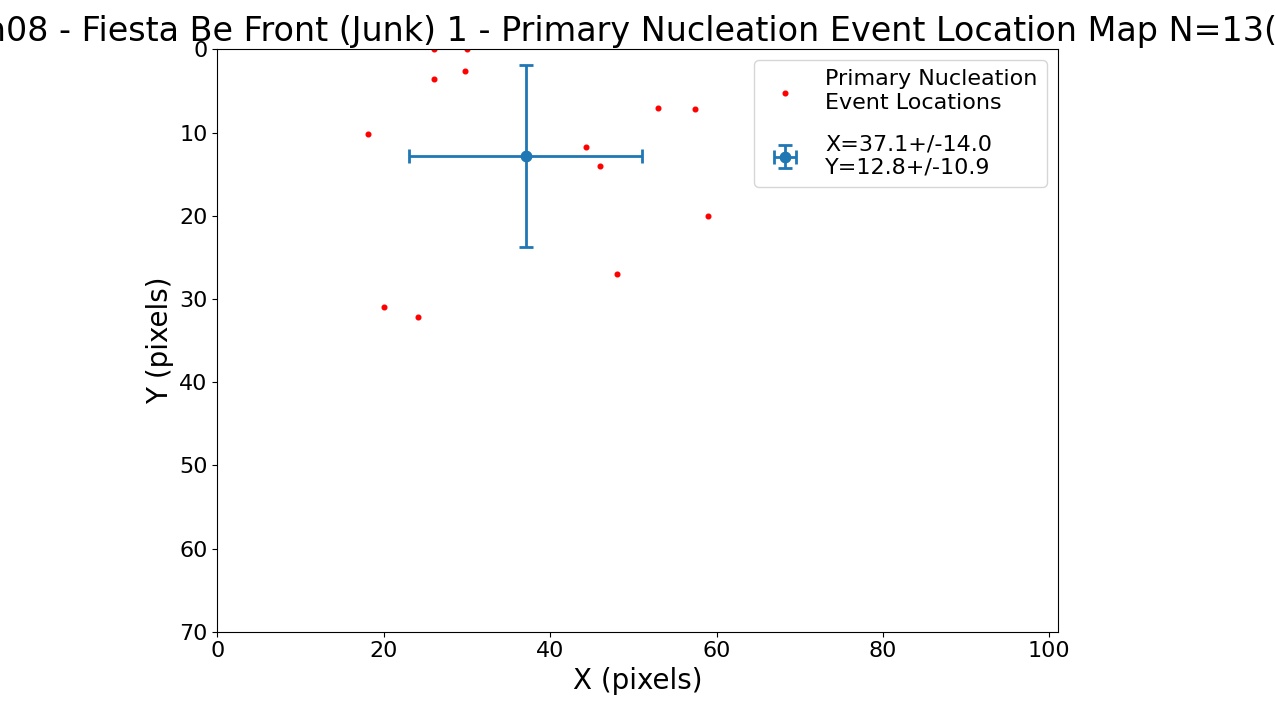 n08 - Fiesta Be Front (Junk) 1 - Primary Nucleation Event Location Map N=13(
Primary Nucleation
Event Locations
X=37.1+/-14.0
Y=12.8+/-10.9
Y (pixels)
0
10
20
30
40
50
60
70
0 20 40 60 80 100
X (pixels)